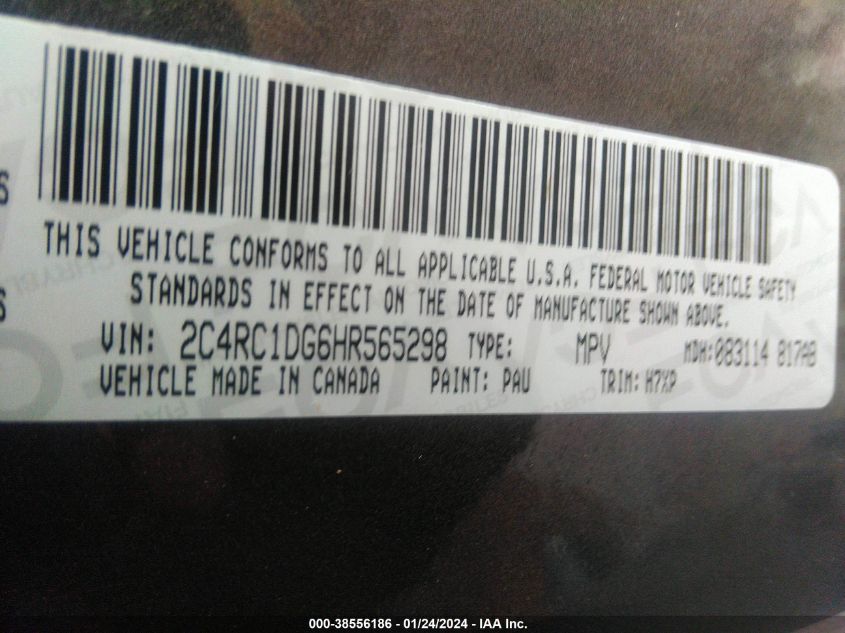 S
S
THIS VEHICLE CONFORMS TO ALL APPLICABLE U.S.A. FEDERAL MOTOR VEHICLE SAFETY
STANDARDS IN EFFECT ON THE DATE OF MANUFACTURE SHOWN ABOVE.
VIN: 2C4RC1DG6HR565298 TYPE: MPV MDH:083114 817AB
VEHICLE MADE IN CANADA PAINT: PAU TRIM: H7XP
000-38556186 - 01/24/2024 - IAA Inc.